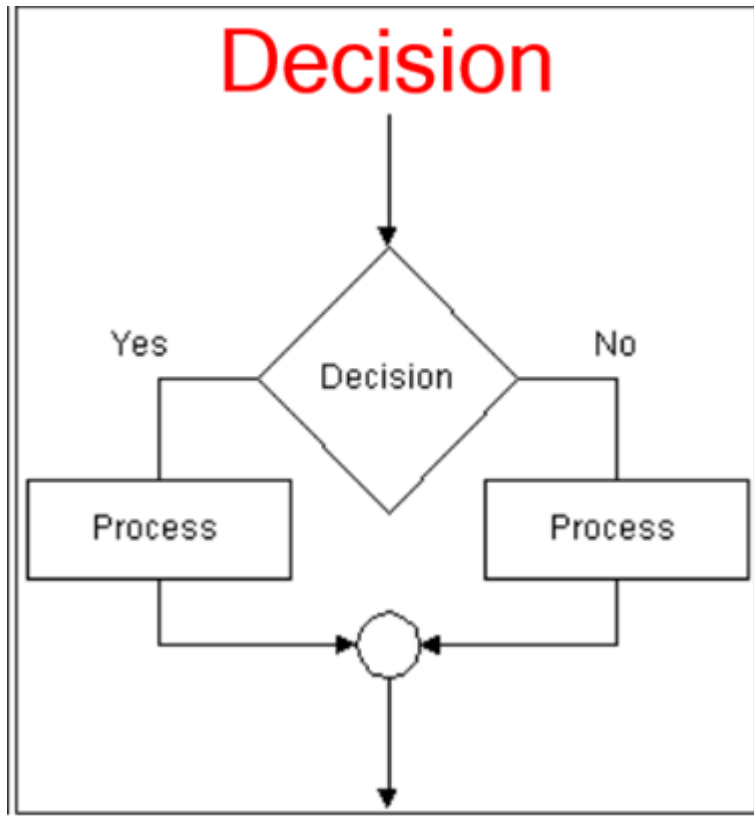 Decision
Yes
No
Decision
Process
Process